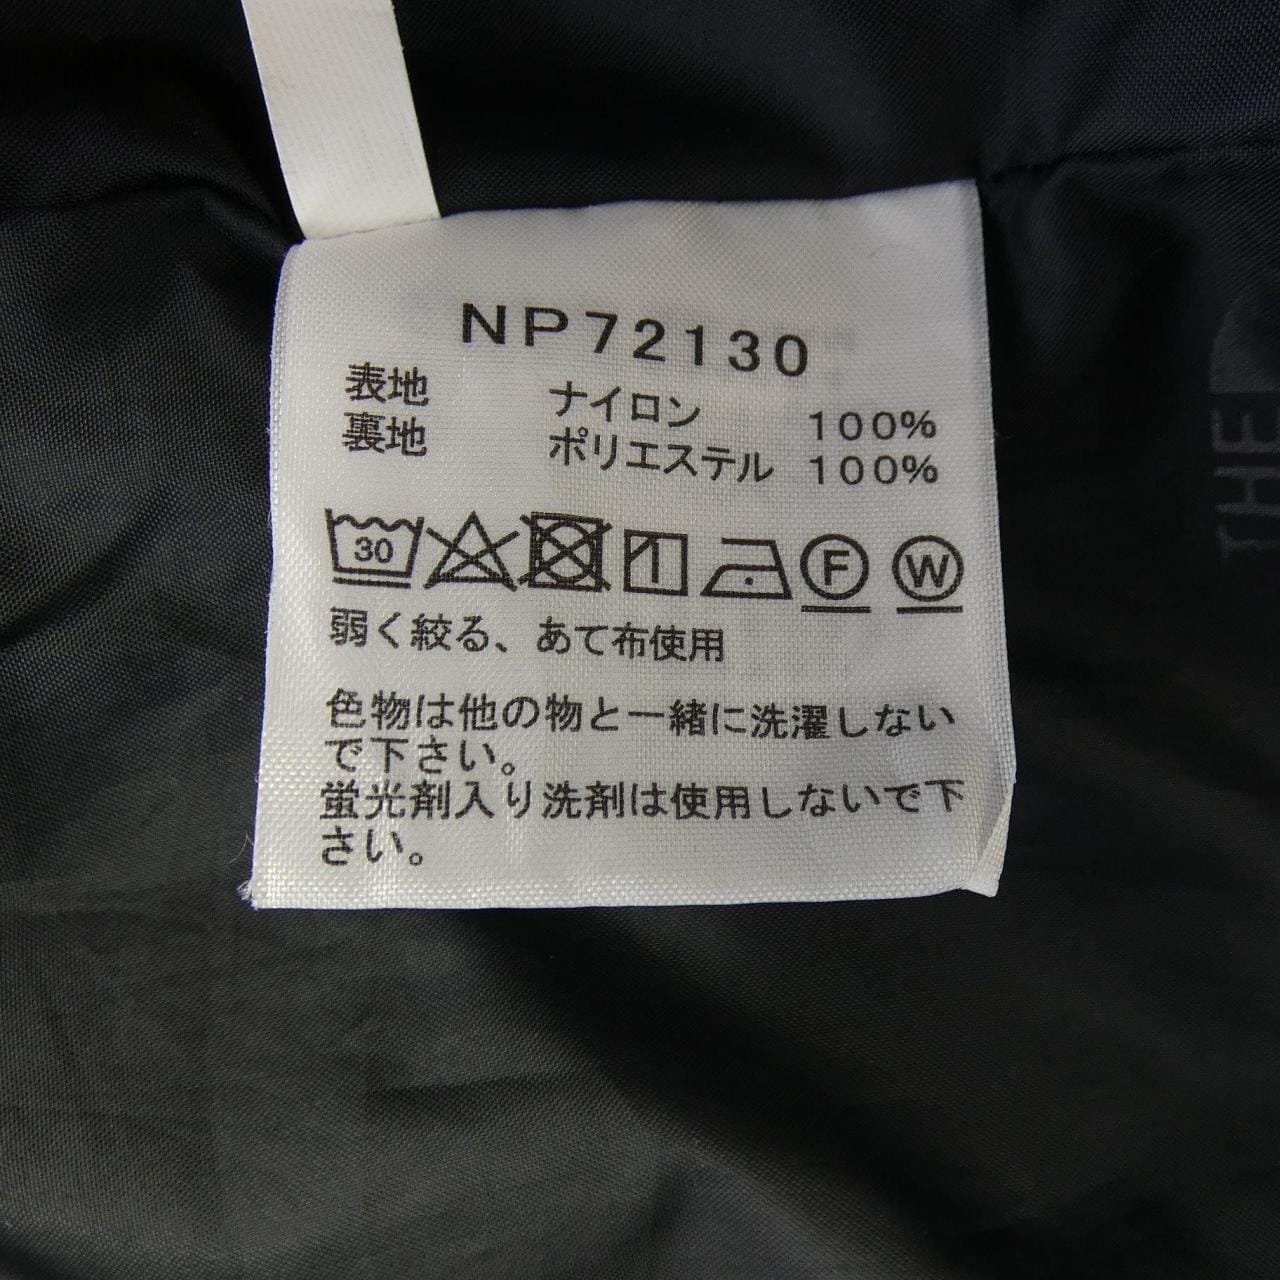 NP72130
表地 ナイロン 100%
裏地 ポリエステル 100%
30 F W
弱く絞る、あて布使用
色物は他の物と一緒に洗濯しない
で下さい。
蛍光剤入り洗剤は使用しないで下
さい。
THE